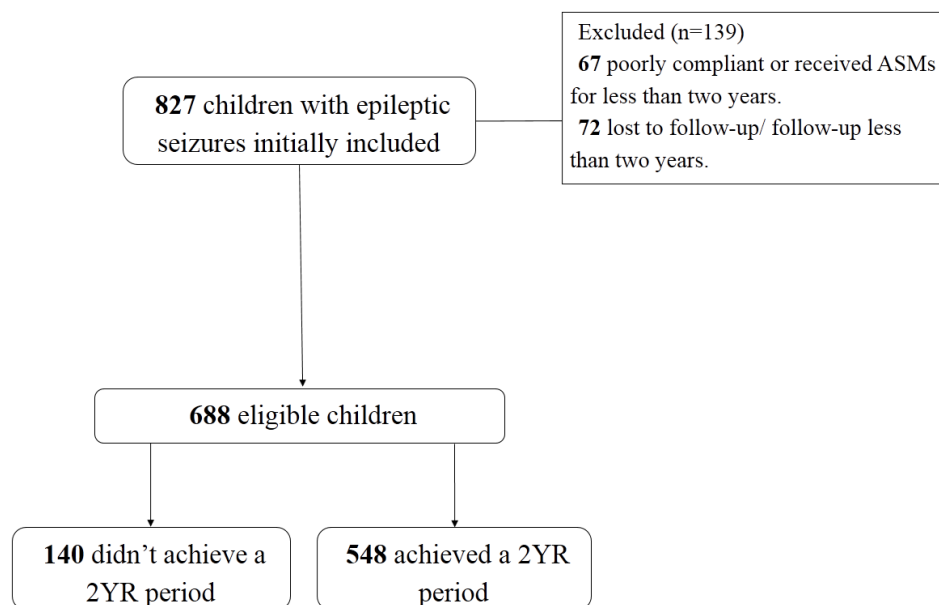 827 children with epileptic
seizures initially included
Excluded (n=139)
67 poorly compliant or received ASMs
for less than two years.
72 lost to follow-up/ follow-up less
than two years.
688 eligible children
140 didn’t achieve a
2YR period
548 achieved a 2YR
period